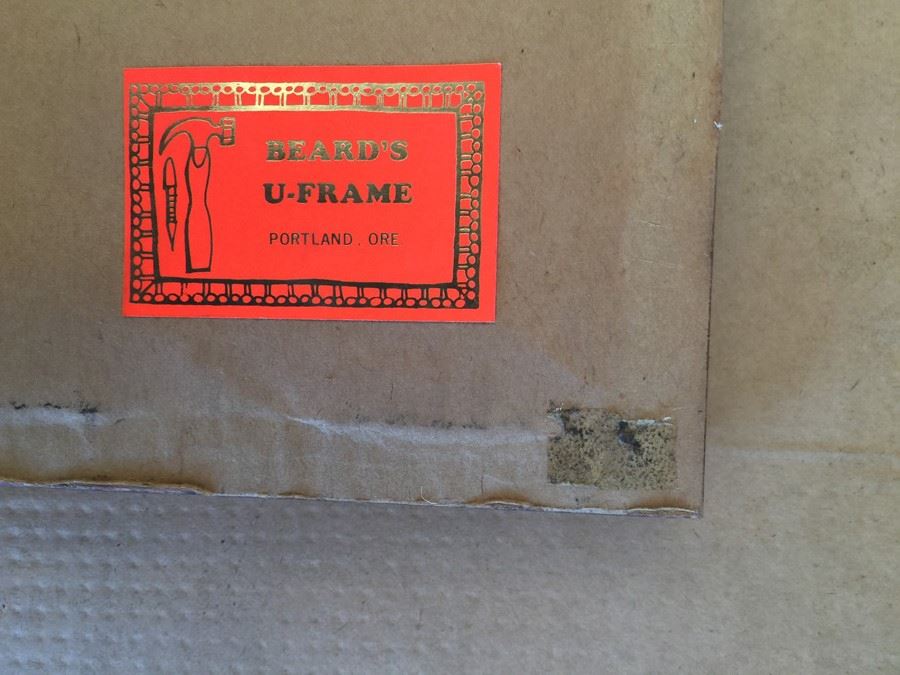 BEARD'S
U-FRAME
PORTLAND, ORE.